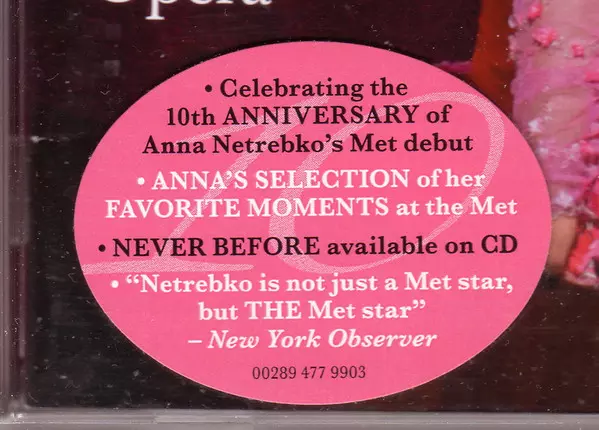 Opera
• Celebrating the
10th ANNIVERSARY of
Anna Netrebko's Met debut
• ANNA'S SELECTION of her
FAVORITE MOMENTS at the Met
• NEVER BEFORE available on CD
• “Netrebko is not just a Met star,
but THE Met star”
– New York Observer
00289 477 9903
10